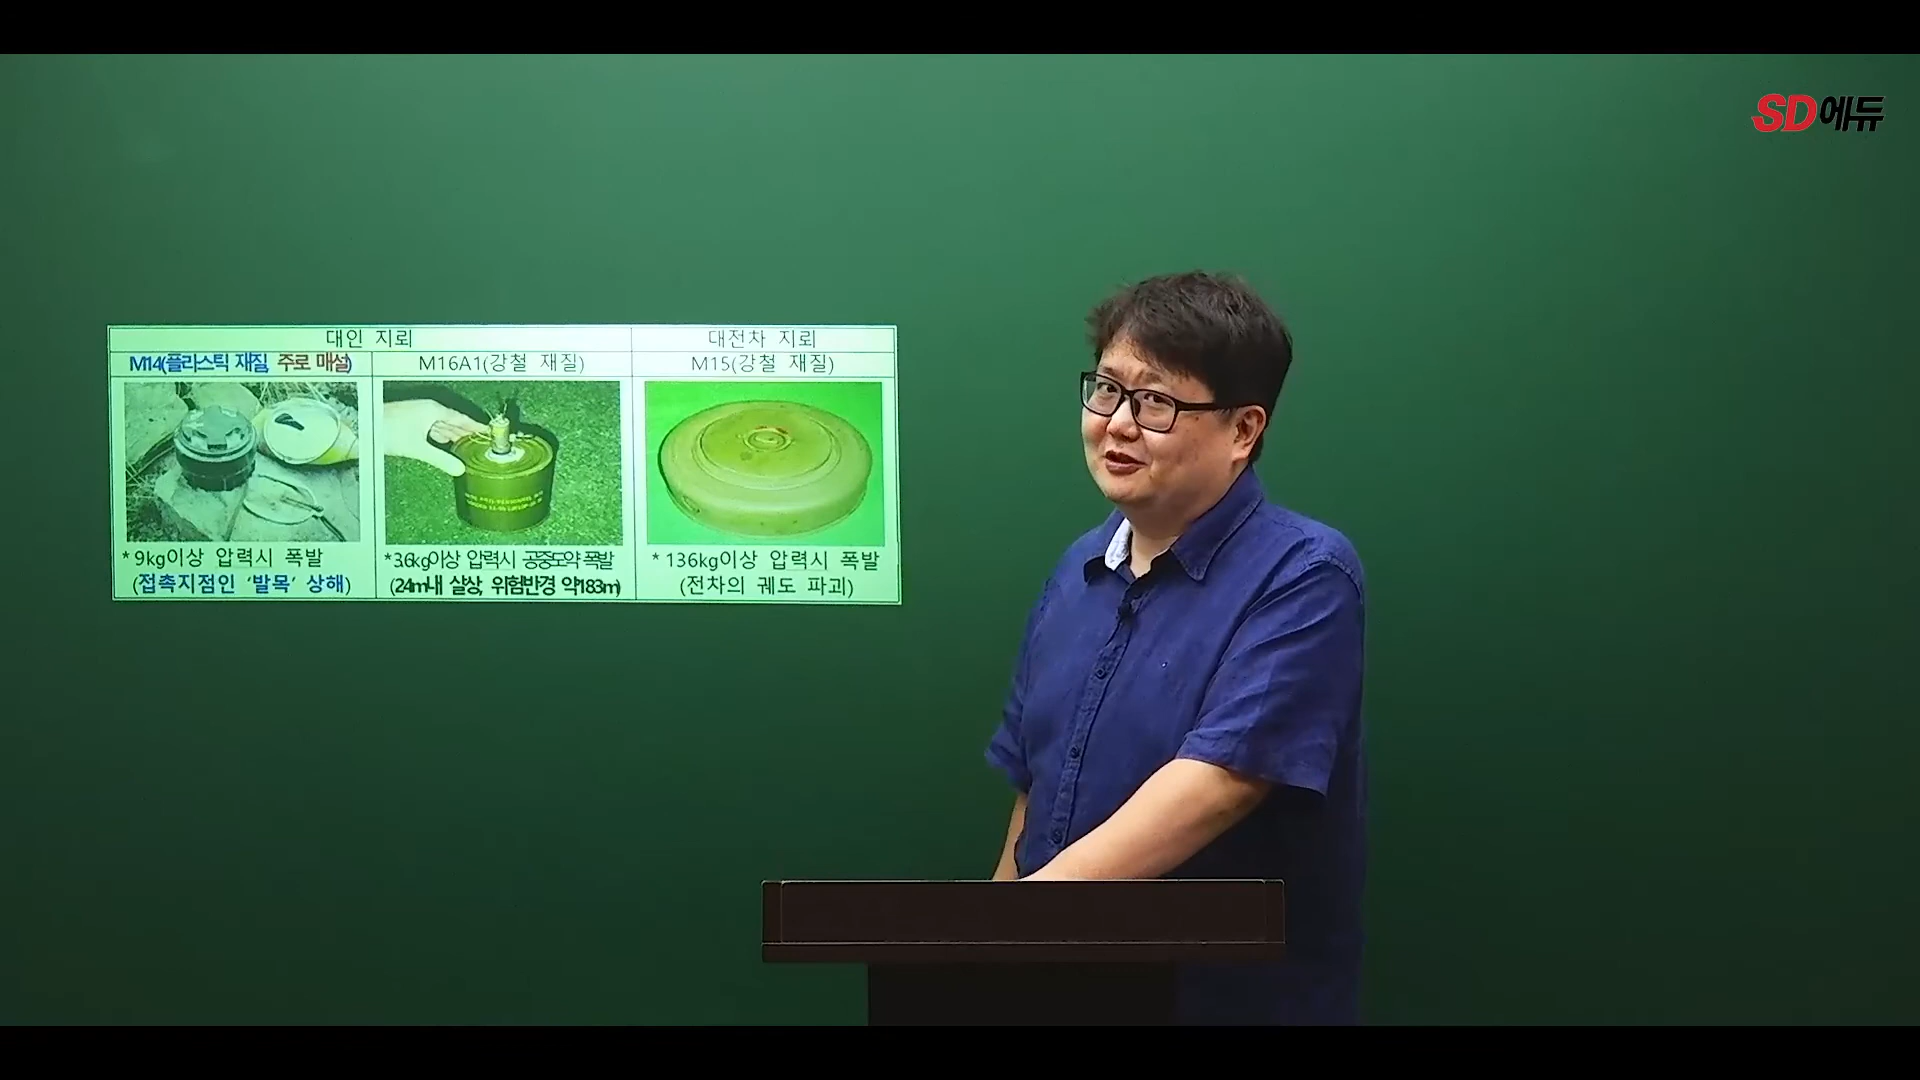 SD에듀
대인 지뢰
대전차 지뢰
M14(플라스틱 재질, 주로 매설)
M16A1(강철 재질)
M15(강철 재질)
*9kg이상 압력시 폭발
(접촉지점인 ‘발목’ 상해)
*3.6kg이상 압력시 공중도약 폭발
(24m내 살상, 위험반경 약183m)
* 136kg이상 압력시 폭발
(전차의 궤도 파괴)